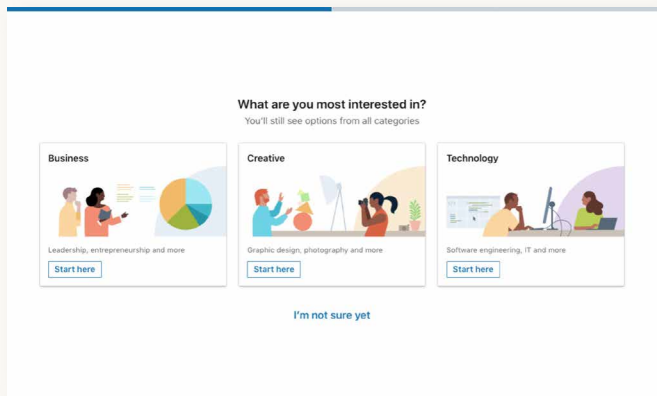 What are you most interested in?
You'll still see options from all categories
Business
Leadership, entrepreneurship and more
Start here
Creative
Graphic design, photography and more
Start here
Technology
Software engineering, IT and more
Start here
I'm not sure yet